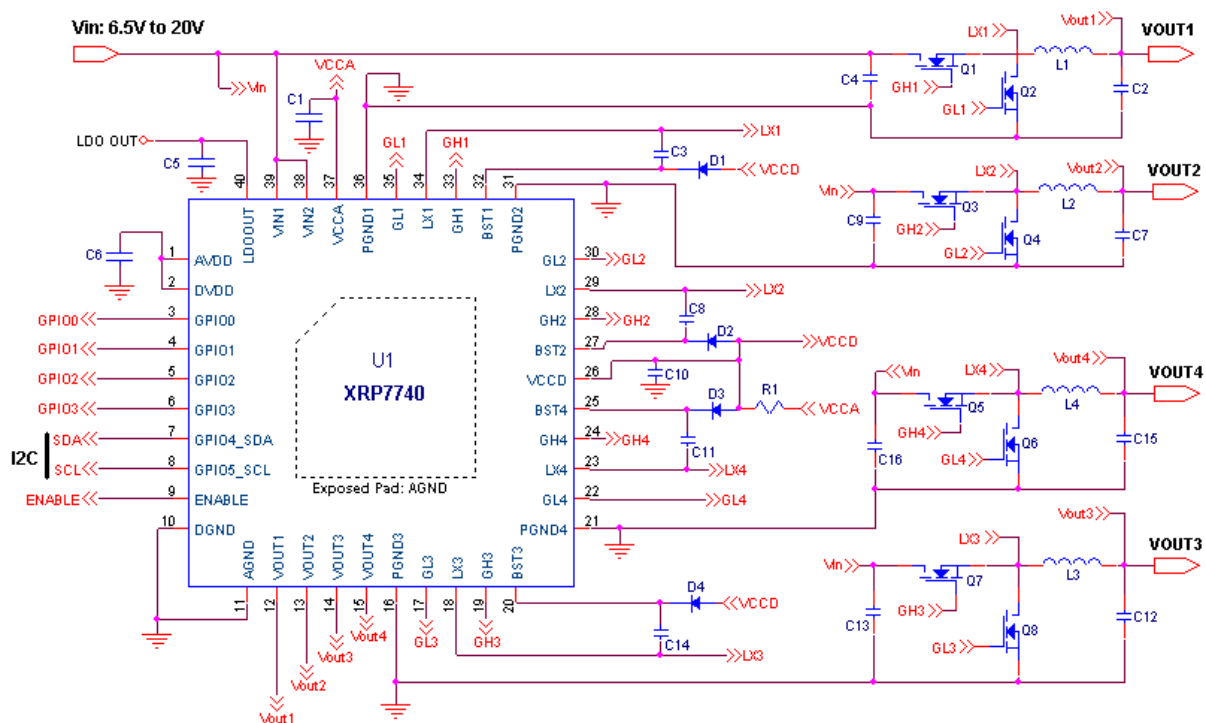 Vin: 6.5V to 20V
Vin
VCCA
C1
LDO OUT
C5
GL1
GH1
LX1
C3
D1
VCCD
C4
Q1
GH1
LX1
L1
Vout1
VOUT1
GL1
Q2
C2
40 39 38 37 36 35 34 33 32 31
LDOOUT VIN1 VIN2 VCCA PGND1 GL1 LX1 GH1 BST1 PGND2
Vin
C9
Q3
GH2
LX2
L2
Vout2
VOUT2
GL2
Q4
C7
C6
1 AVDD
2 DVDD
GPIO0 3 GPIO0
GPIO1 4 GPIO1
GPIO2 5 GPIO2
GPIO3 6 GPIO3
I2C
SDA 7 GPIO4_SDA
SCL 8 GPIO5_SCL
ENABLE 9 ENABLE
10 DGND
U1
XRP7740
Exposed Pad: AGND
GL2 30 GL2
LX2 29 LX2
C8
GH2 28 GH2
BST2 27
D2
VCCD
VCCD 26
C10
D3
R1
VCCA
BST4 25
GH4 24 GH4
C11
LX4 23 LX4
GL4 22 GL4
PGND4 21
Vin
C16
Q5
GH4
LX4
L4
Vout4
VOUT4
GL4
Q6
C15
AGND VOUT1 VOUT2 VOUT3 VOUT4 PGND3 GL3 LX3 GH3 BST3
11 12 13 14 15 16 17 18 19 20
Vout1
Vout2
Vout3
Vout4
GL3
GH3
D4
VCCD
C14
LX3
Vin
C13
Q7
GH3
LX3
L3
Vout3
VOUT3
GL3
Q8
C12